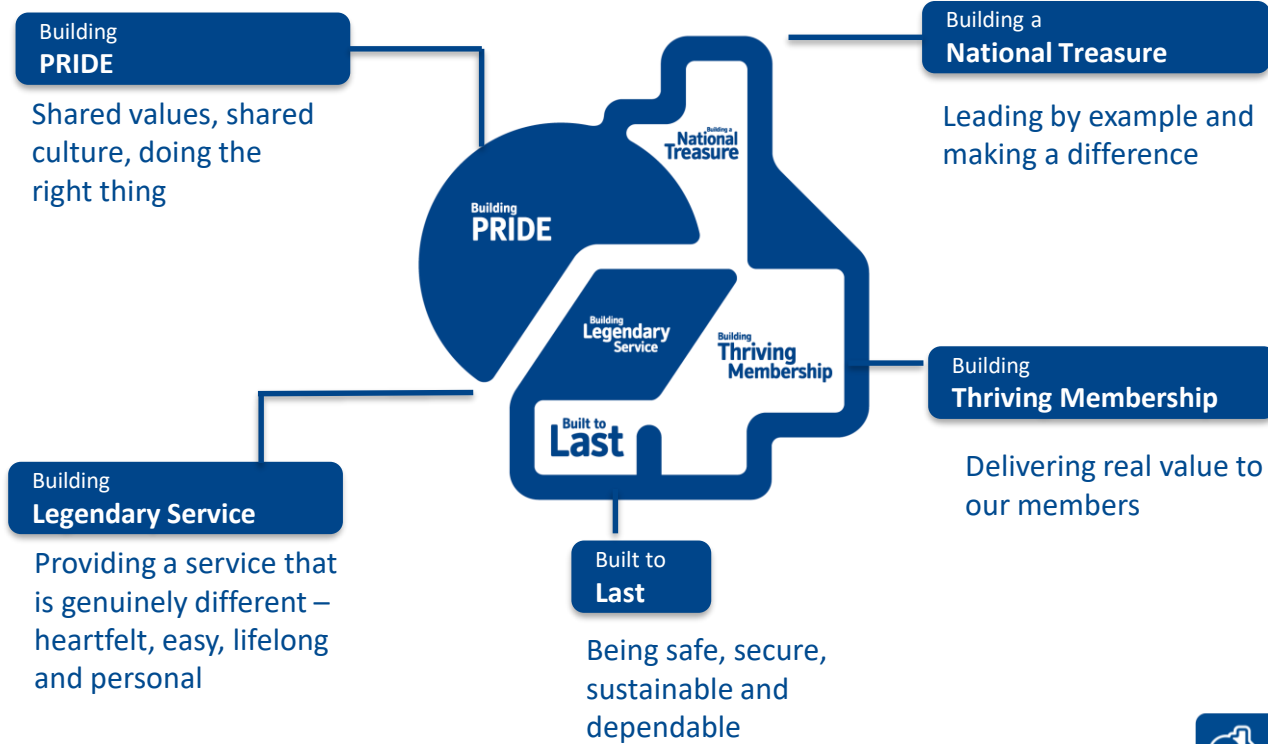 Building
PRIDE
Shared values, shared
culture, doing the
right thing
Building a
National Treasure
Leading by example and
making a difference
Building a
National
Treasure
Building
PRIDE
Building
Legendary
Service
Building
Thriving
Membership
Built to
Last
Building
Thriving Membership
Delivering real value to
our members
Building
Legendary Service
Providing a service that
is genuinely different –
heartfelt, easy, lifelong
and personal
Built to
Last
Being safe, secure,
sustainable and
dependable